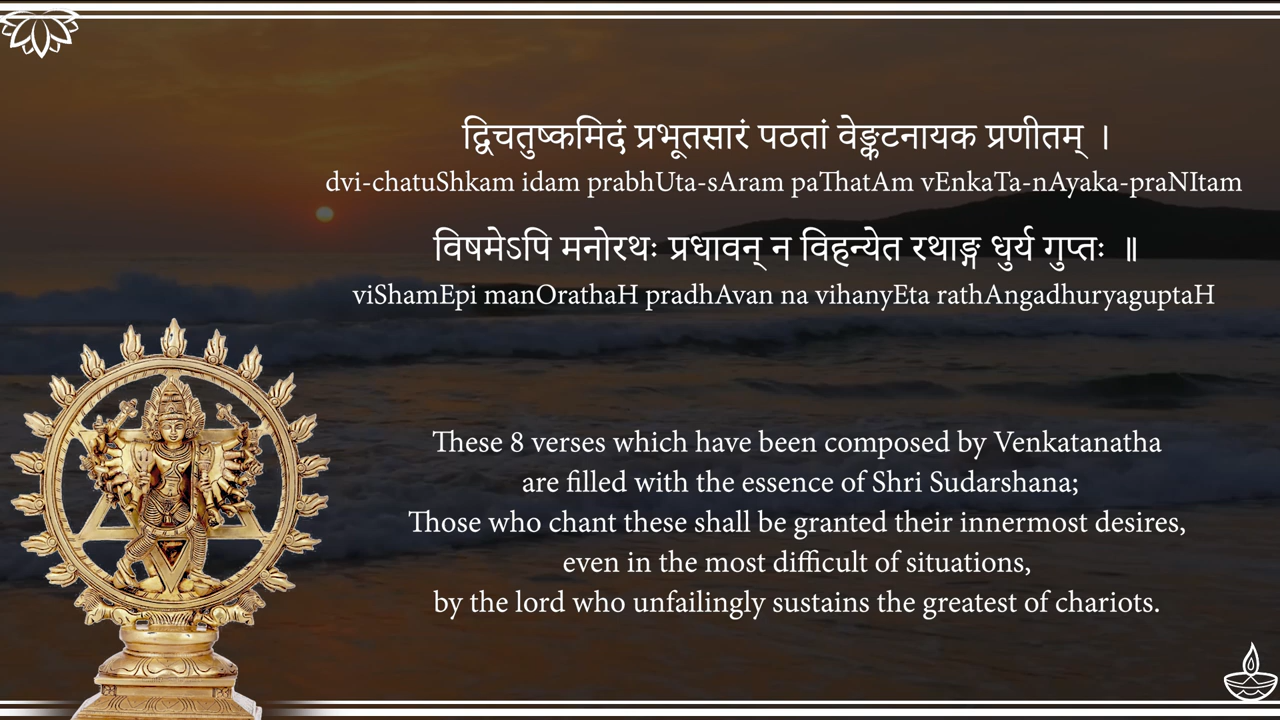 द्विचतुष्कमिदं प्रभूतसारं पठतां वेङ्कटनायक प्रणीतम् ।
dvi-chatuShkam idam prabhUta-sAram paThatAm vEnkaTa-nAyaka-praNItam
विषमेऽपि मनोरथः प्रधावन् न विहन्येत रथाङ्ग धुर्य गुप्तः ॥
viShamEpi manOrathaH pradhAvan na vihanyEta rathAngadhuryaguptaH
These 8 verses which have been composed by Venkatanatha
are filled with the essence of Shri Sudarshana;
Those who chant these shall be granted their innermost desires,
even in the most difficult of situations,
by the lord who unfailingly sustains the greatest of chariots.